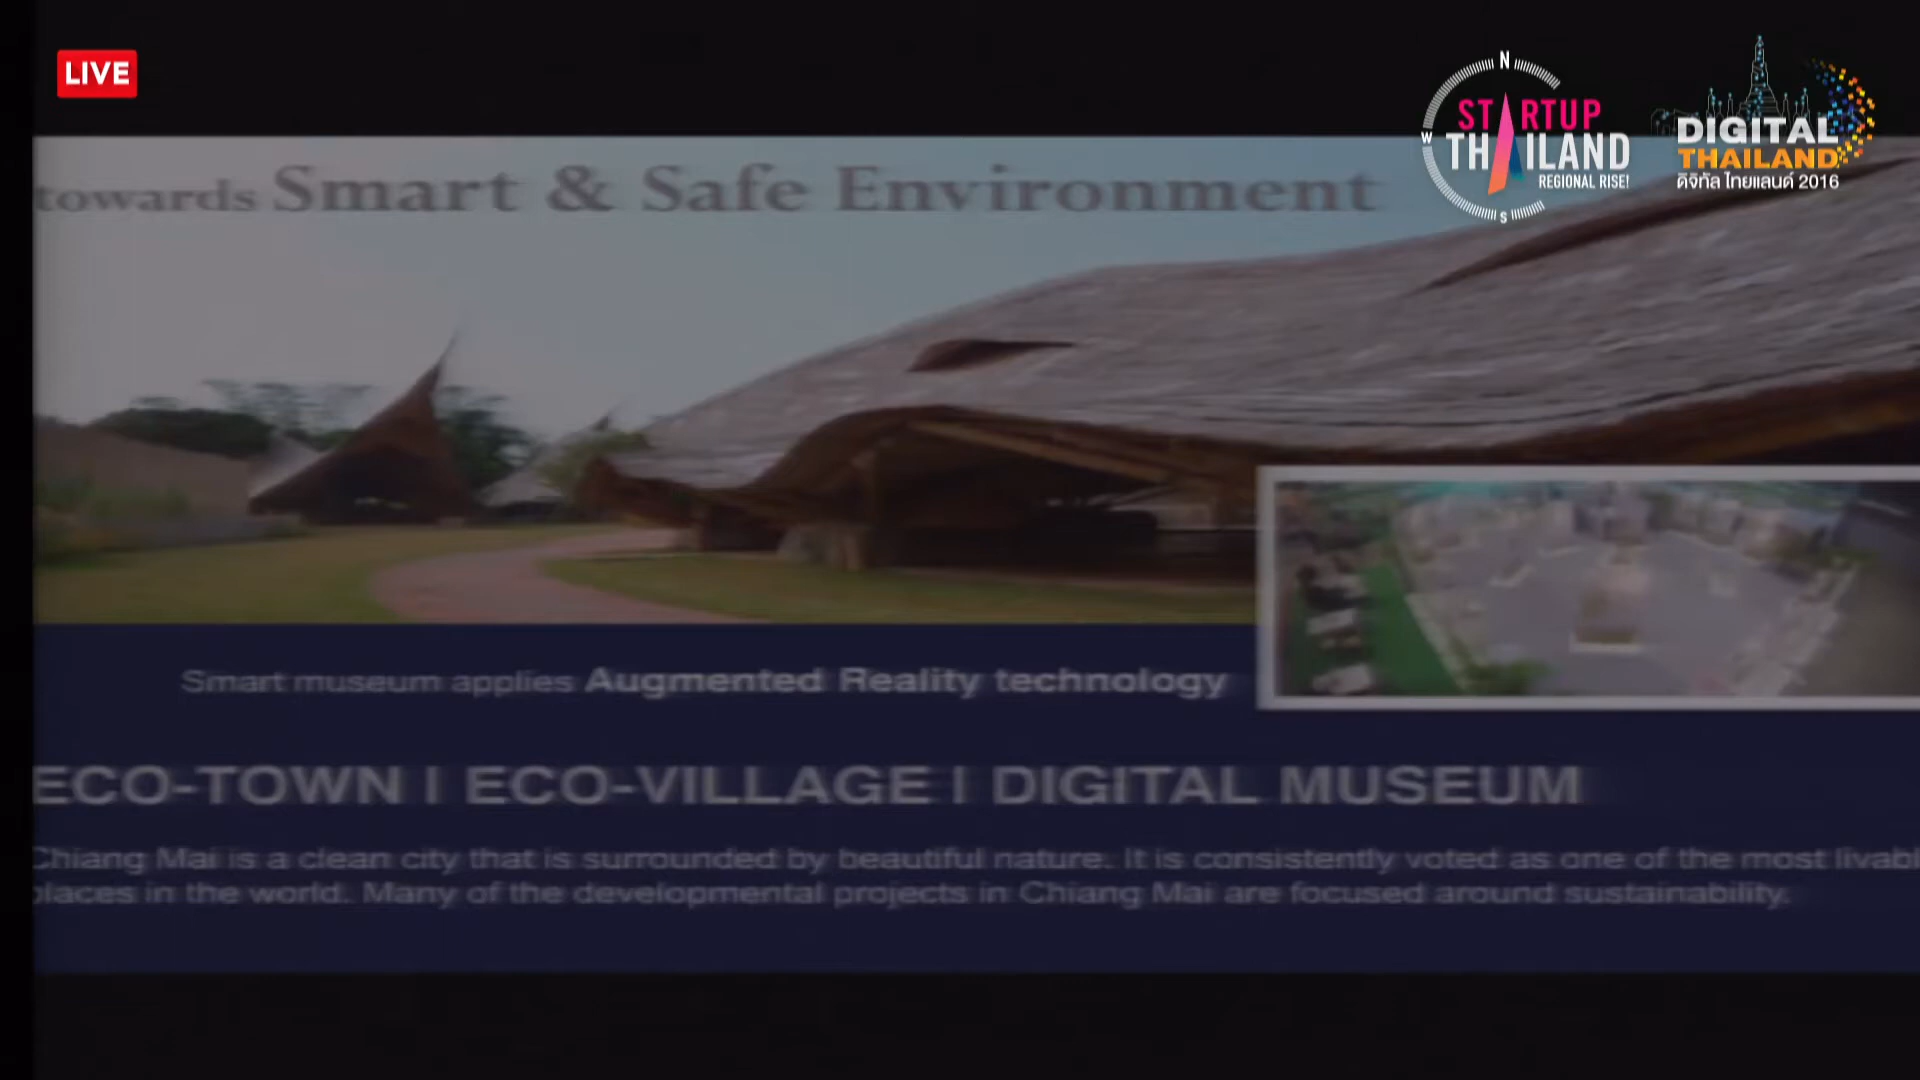 LIVE
N
STARTUP
THAILAND
REGIONAL RISE!
W
S
DIGITAL
THAILAND
ดิจิทัล ไทยแลนด์ 2016
towards Smart & Safe Environment
Smart museum applies Augmented Reality technology
ECO-TOWN | ECO-VILLAGE | DIGITAL MUSEUM
Chiang Mai is a clean city that is surrounded by beautiful nature. It is consistently voted as one of the most livabl
places in the world. Many of the developmental projects in Chiang Mai are focused around sustainability.